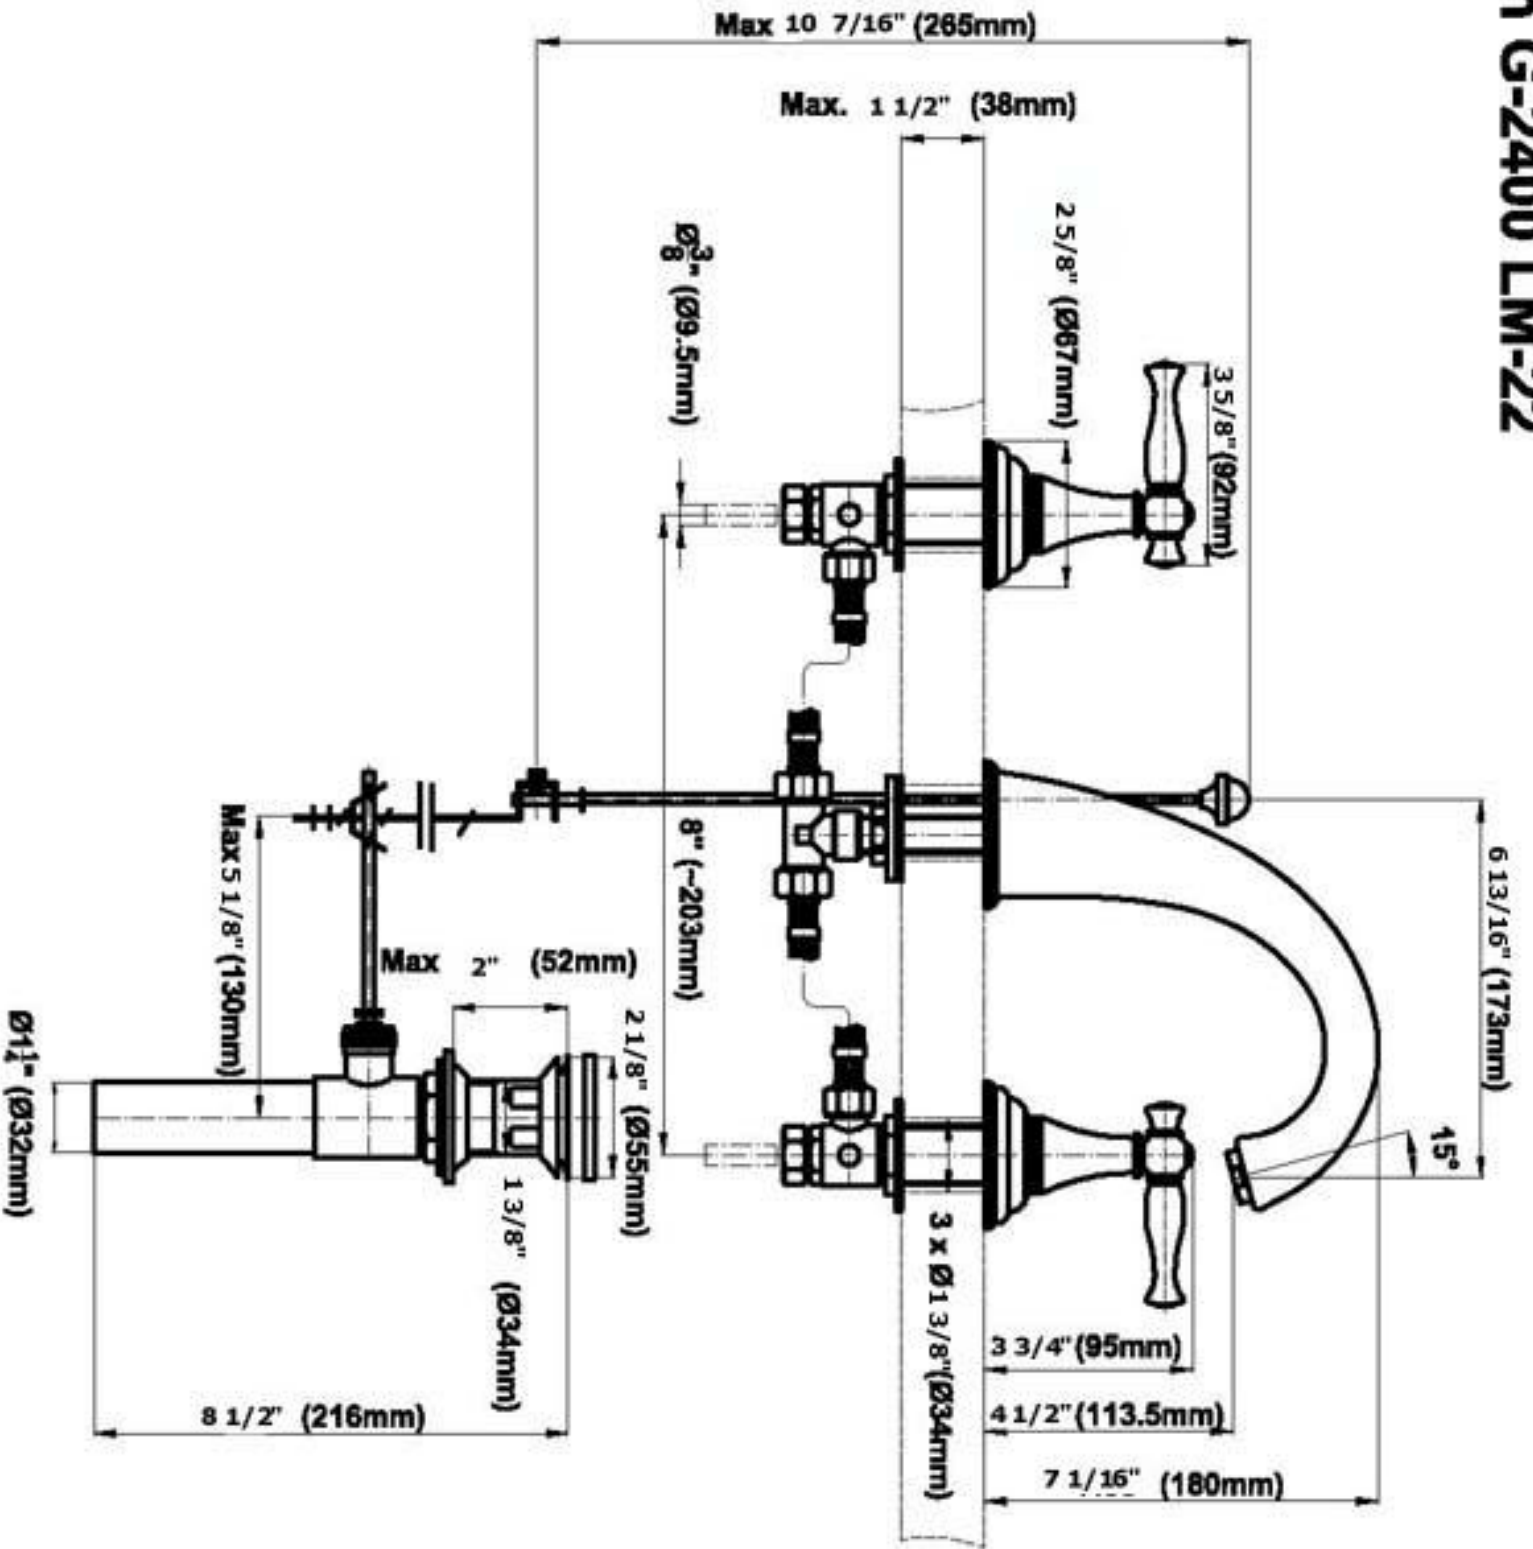 G-2400 LM-22
Max 10 7/16" (265mm)
Max. 1 1/2" (38mm)
2 5/8" (Ø67mm)
3 5/8" (92mm)
Ø3/8" (Ø9.5mm)
8" (~203mm)
6 13/16" (173mm)
15°
Max 5 1/8" (130mm)
Max 2" (52mm)
2 1/8" (Ø55mm)
Ø1 1/4" (Ø32mm)
1 3/8" (Ø34mm)
3 x Ø1 3/8" (Ø34mm)
3 3/4" (95mm)
4 1/2" (113.5mm)
8 1/2" (216mm)
7 1/16" (180mm)